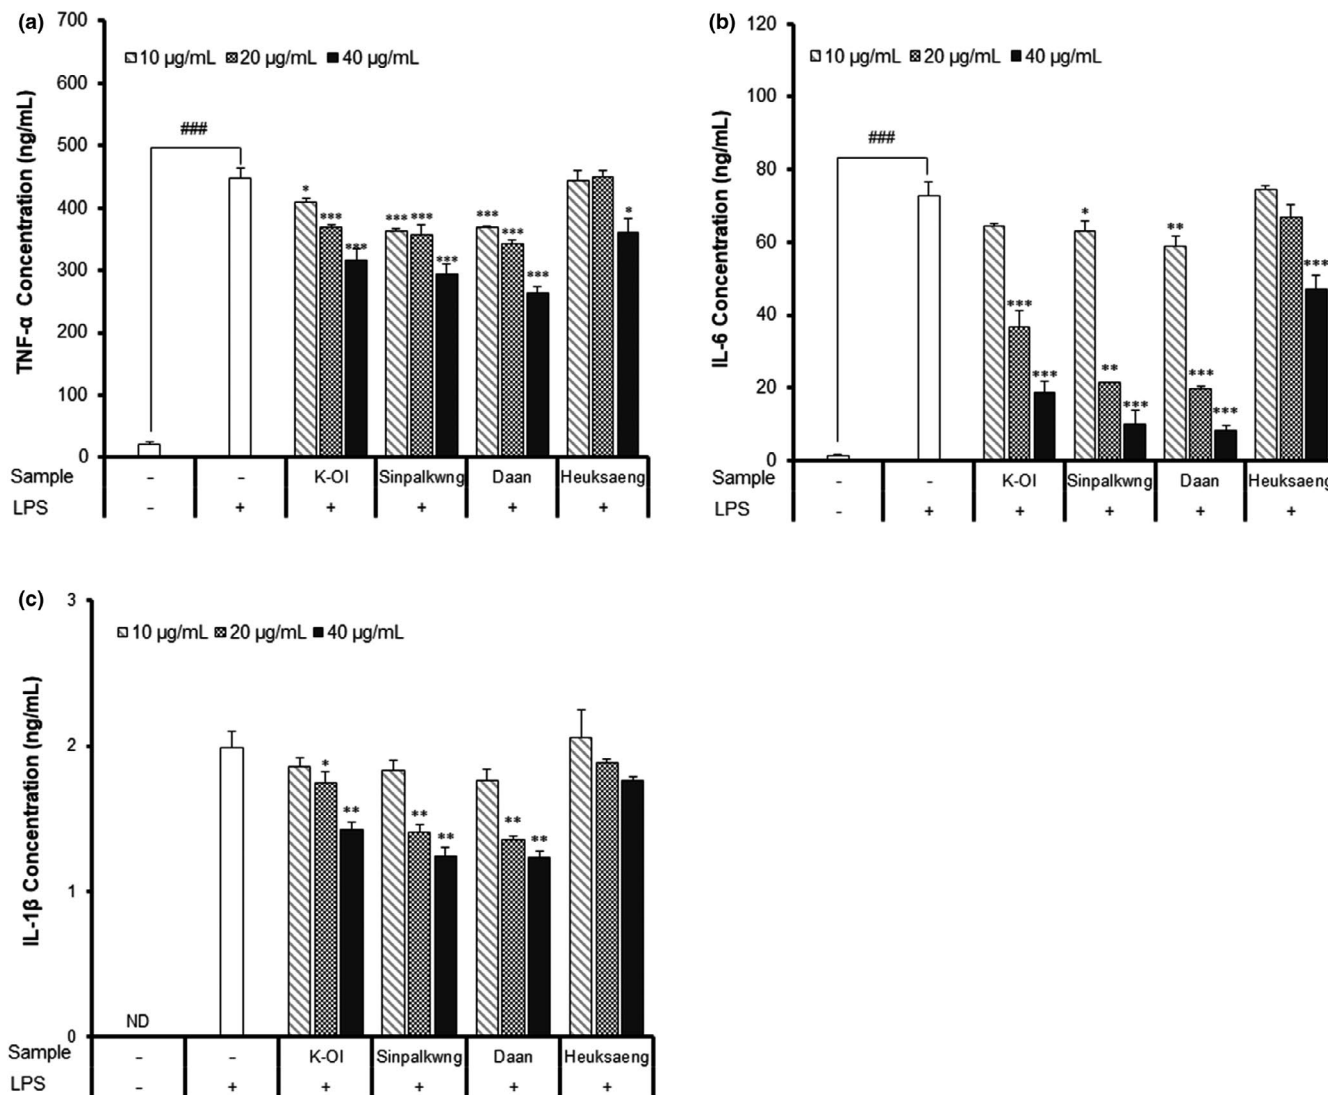 (a)
TNF-α Concentration (ng/mL)
700
600
500
400
300
200
100
0
10 µg/mL 20 µg/mL 40 µg/mL
###
* *** *** *** *** *** *** *** *** *
Sample - - K-OI Sinpalkwng Daan Heuksaeng
LPS - + + + + +
(b)
IL-6 Concentration (ng/mL)
120
100
80
60
40
20
0
10 µg/mL 20 µg/mL 40 µg/mL
###
*** *** * ** *** ** *** *** ***
Sample - - K-OI Sinpalkwng Daan Heuksaeng
LPS - + + + + +
(c)
IL-1β Concentration (ng/mL)
3
2
1
0
10 µg/mL 20 µg/mL 40 µg/mL
* ** ** ** ** **
ND
Sample - - K-OI Sinpalkwng Daan Heuksaeng
LPS - + + + + +